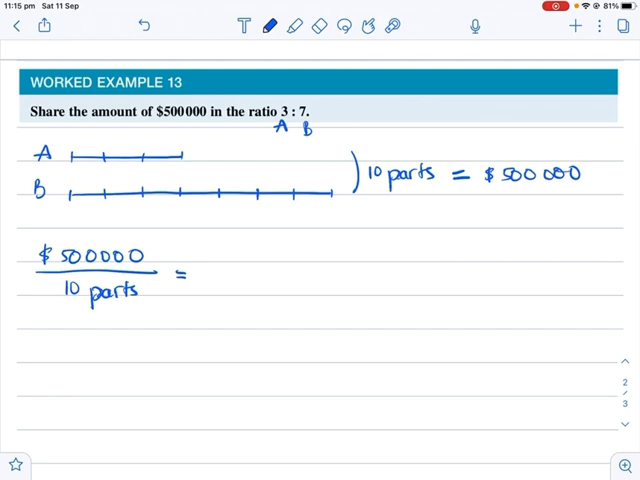 11:15 pm Sat 11 Sep
81%
T
WORKED EXAMPLE 13
Share the amount of $500 000 in the ratio 3 : 7.
A B
A
B
10 parts = $500 000
$500000
10 parts
=
2
3